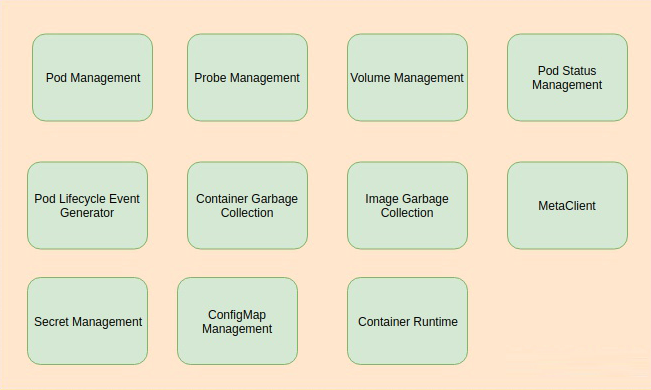 Pod Management
Probe Management
Volume Management
Pod Status
Management
Pod Lifecycle Event
Generator
Container Garbage
Collection
Image Garbage
Collection
MetaClient
Secret Management
ConfigMap
Management
Container Runtime